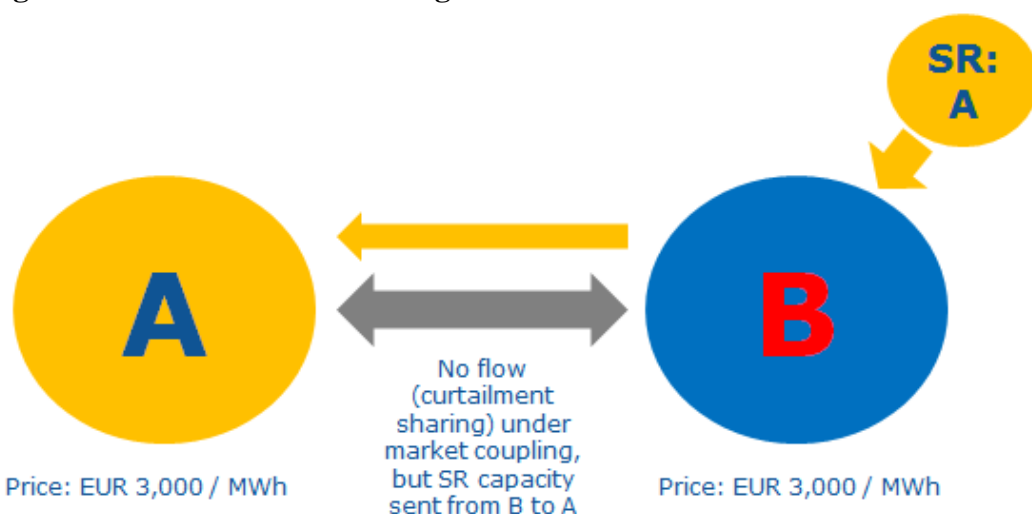 SR:
A
A
B
No flow
(curtailment
sharing) under
market coupling,
but SR capacity
sent from B to A
Price: EUR 3,000 / MWh
Price: EUR 3,000 / MWh